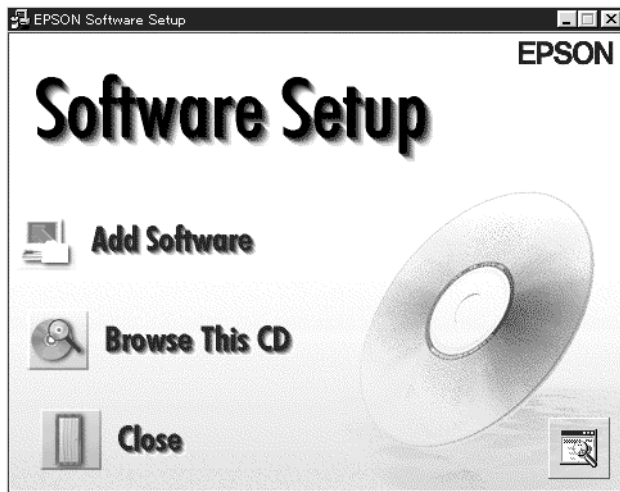 EPSON Software Setup
EPSON
Software Setup
Add Software
Browse This CD
Close